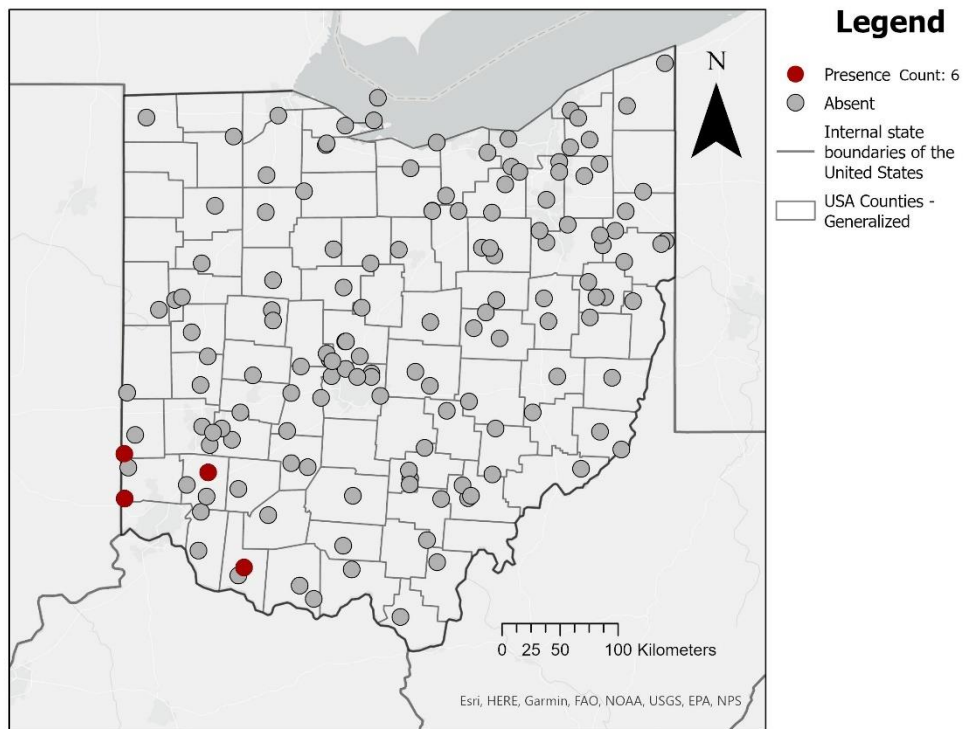 Legend
Presence Count: 6
Absent
Internal state
boundaries of the
United States
USA Counties -
Generalized
N
0 25 50 100 Kilometers
Esri, HERE, Garmin, FAO, NOAA, USGS, EPA, NPS